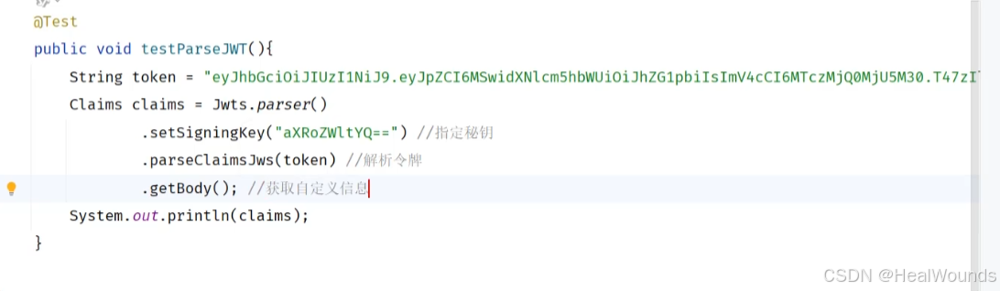 @Test
public void testParseJWT(){
String token = "eyJhbGciOiJIUzI1NiJ9.eyJpZCI6MSwidXNlcm5hbWUiOiJhZG1pbiIsImV4cCI6MTczMjQ0MjU5M30.T47zI
Claims claims = Jwts.parser()
.setSigningKey("aXRoZWltYQ==") //指定秘钥
.parseClaimsJws(token) //解析令牌
.getBody(); //获取自定义信息
System.out.println(claims);
}
CSDN @HealWounds